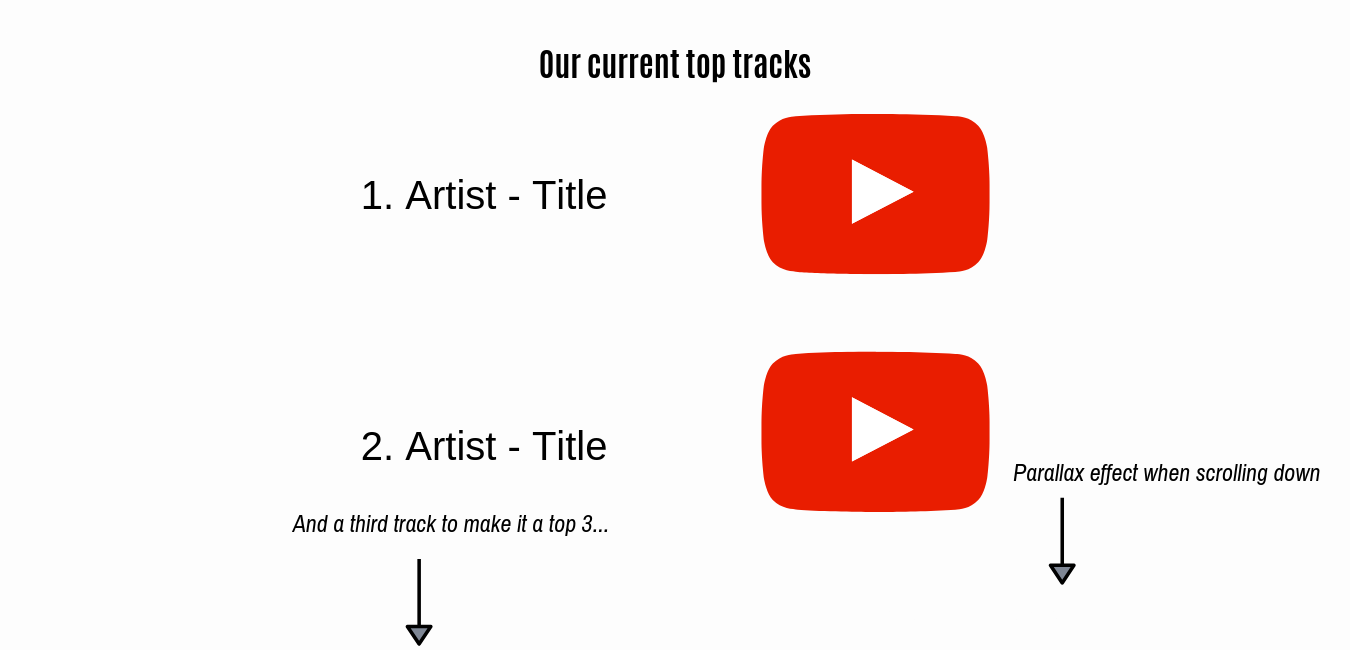 Our current top tracks
1. Artist - Title
2. Artist - Title
Parallax effect when scrolling down
And a third track to make it a top 3...